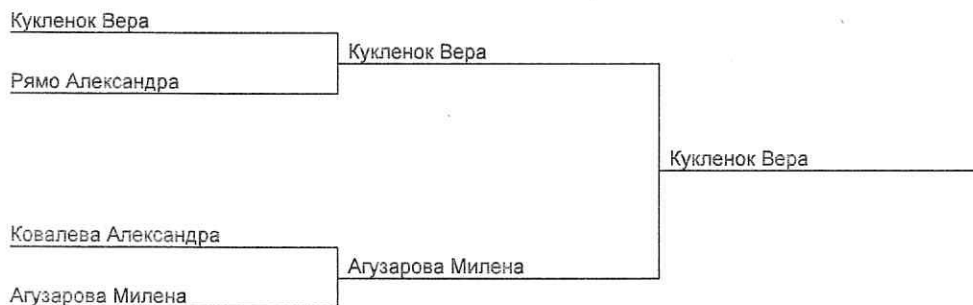 Кукленок Вера
Кукленок Вера
Рямо Александра
Кукленок Вера
Ковалева Александра
Агузарова Милена
Агузарова Милена